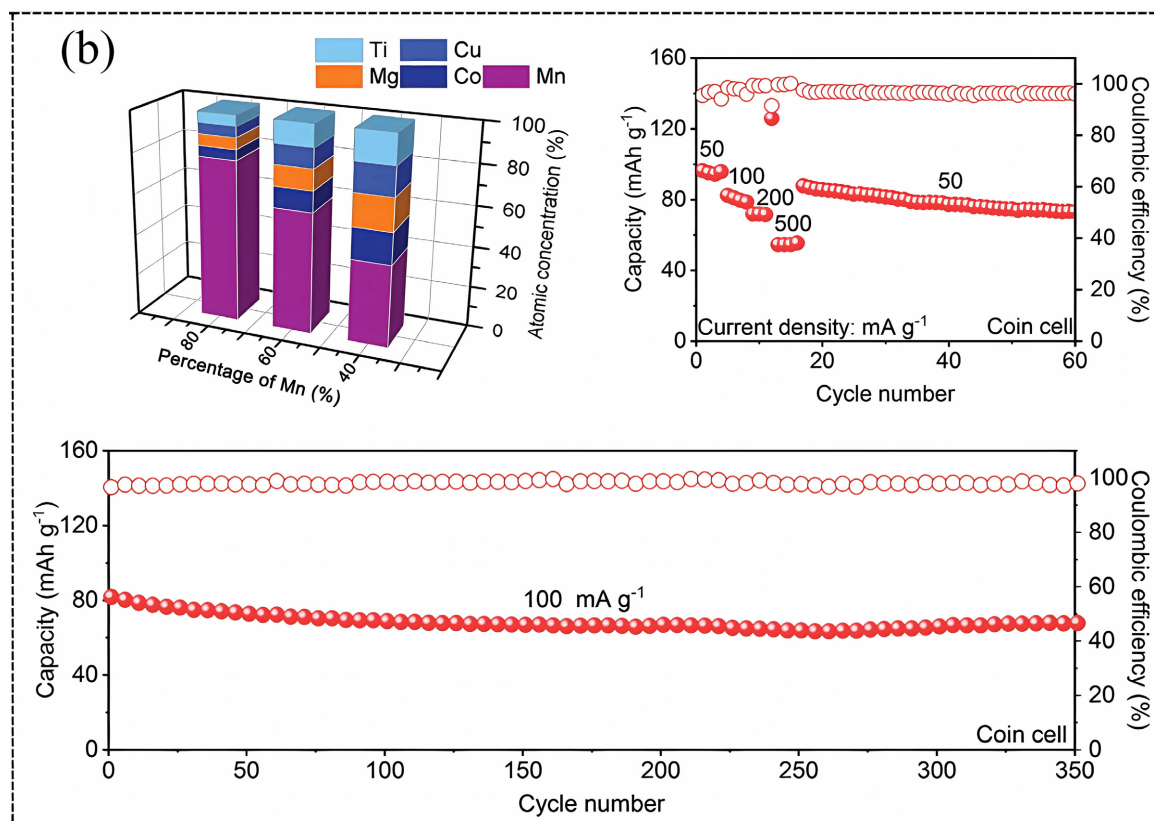 (b)
Ti Cu
Mg Co Mn
100
80
60
40
20
0
Atomic concentration (%)
80
60
40
Percentage of Mn (%)
160
120
80
40
0
Capacity (mAh g⁻¹)
50
100
200
500
50
Current density: mA g⁻¹ Coin cell
100
80
60
40
20
0
Coulombic efficiency (%)
0 20 40 60
Cycle number
160
120
80
40
0
Capacity (mAh g⁻¹)
100 mA g⁻¹
Coin cell
100
80
60
40
20
0
Coulombic efficiency (%)
0 50 100 150 200 250 300 350
Cycle number